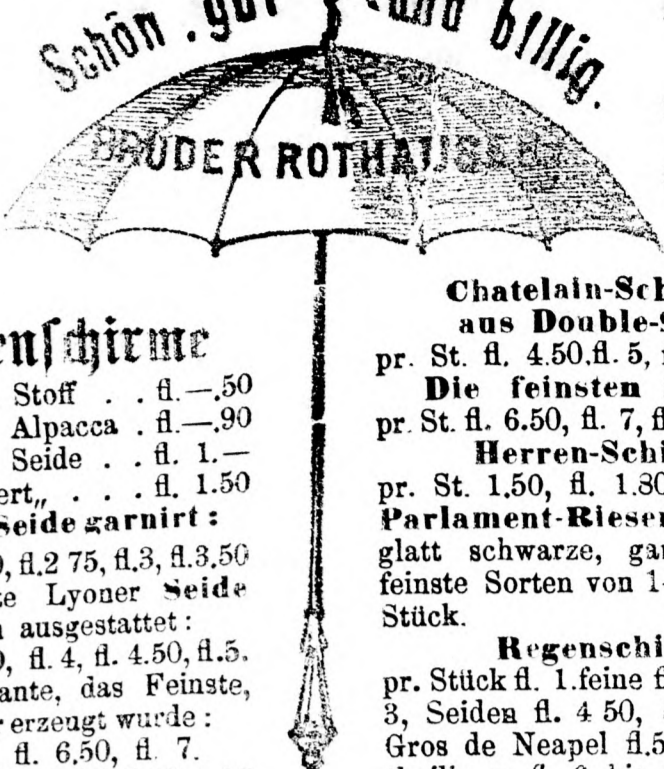 Schön . gut und billig.
BRÜDER ROTHAUSER
enschirme
Stoff . . fl.—.50
Alpacca . fl.—.90
Seide . . fl. 1.—
ert„ . . . fl. 1.50
Seide garnirt :
, fl.2 75, fl.3, fl.3.50
e Lyoner Seide
ausgestattet :
, fl. 4, fl. 4.50, fl.5.
ante, das Feinste,
r erzeugt wurde :
fl. 6.50, fl. 7.
Chatelain-Sch
aus Double-
pr. St. fl. 4.50.fl. 5,
Die feinsten
pr. St. fl. 6.50, fl. 7, fl
Herren-Schi
pr. St. 1.50, fl. 1.80
Parlament-Riesen
glatt schwarze, gar
feinste Sorten von 1-
Stück.
Regenschi
pr. Stück fl. 1.feine f
3, Seiden fl. 4 50,
Gros de Neapel fl.5